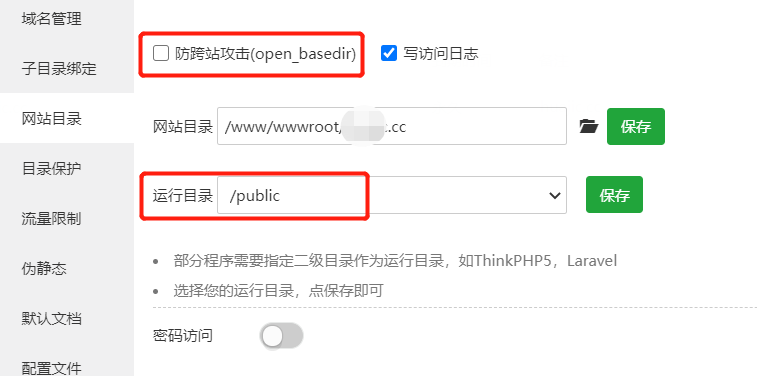 域名管理
子目录绑定
网站目录
目录保护
流量限制
伪静态
默认文档
配置文件
防跨站攻击(open_basedir) 写访问日志
网站目录 /www/wwwroot/ .cc 保存
运行目录 /public 保存
• 部分程序需要指定二级目录作为运行目录，如ThinkPHP5，Laravel
• 选择您的运行目录，点保存即可
密码访问